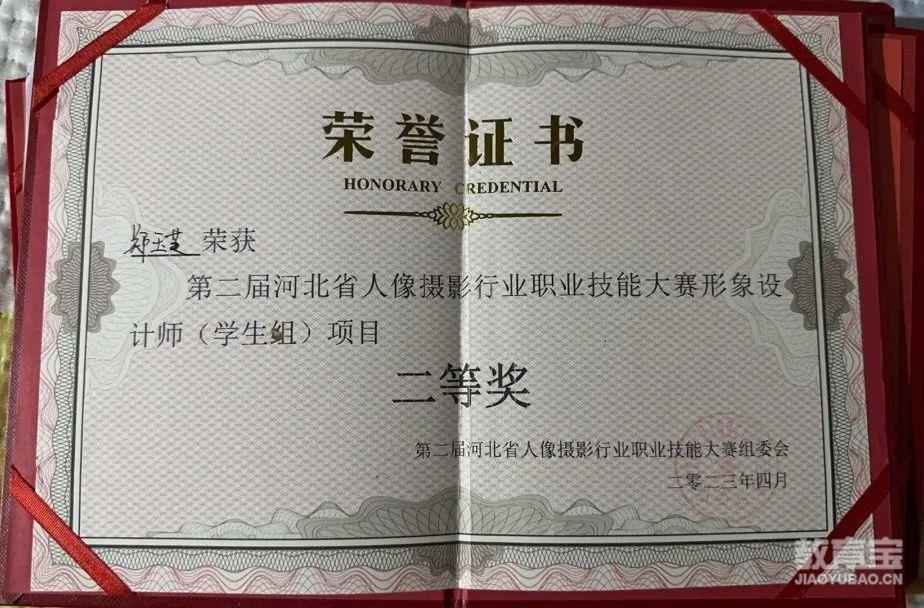 荣誉证书
HONORARY CREDENTIAL
郑玉芝 荣获
第二届河北省人像摄影行业职业技能大赛形象设
计师（学生组）项目
二等奖
第二届河北省人像摄影行业职业技能大赛组委会
二零二三年四月
教育宝
JIAOYUBAO.CN